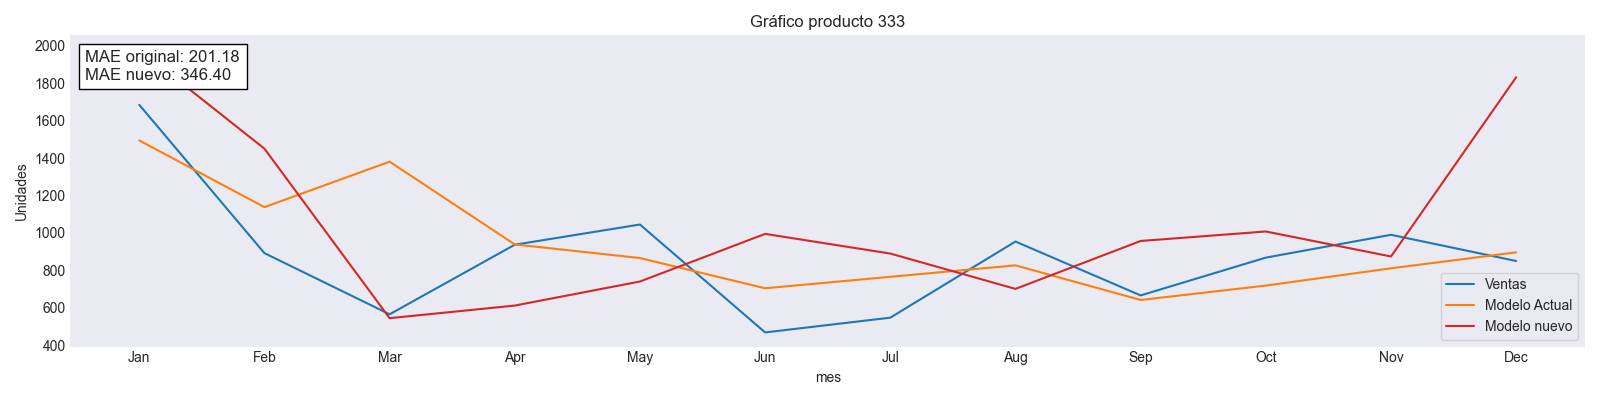 Gráfico producto 333
MAE original: 201.18
MAE nuevo: 346.40
Unidades
2000
1800
1600
1400
1200
1000
800
600
400
Jan Feb Mar Apr May Jun Jul Aug Sep Oct Nov Dec
mes
Ventas
Modelo Actual
Modelo nuevo